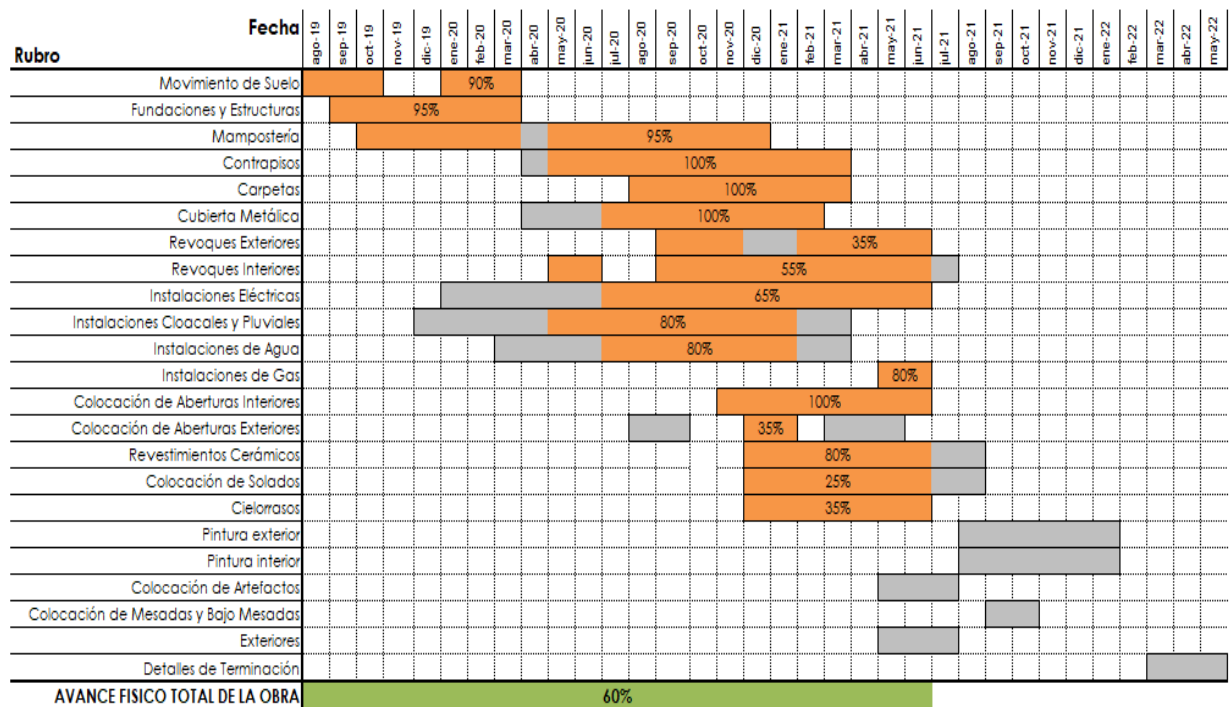 Fecha
Rubro
ago-19 sep-19 oct-19 nov-19 dic-19 ene-20 feb-20 mar-20 abr-20 may-20 jun-20 jul-20 ago-20 sep-20 oct-20 nov-20 dic-20 ene-21 feb-21 mar-21 abr-21 may-21 jun-21 jul-21 ago-21 sep-21 oct-21 nov-21 dic-21 ene-22 feb-22 mar-22 abr-22 may-22
Movimiento de Suelo 90%
Fundaciones y Estructuras 95%
Mampostería 95%
Contrapisos 100%
Carpetas 100%
Cubierta Metálica 100%
Revoques Exteriores 35%
Revoques Interiores 55%
Instalaciones Eléctricas 65%
Instalaciones Cloacales y Pluviales 80%
Instalaciones de Agua 80%
Instalaciones de Gas 80%
Colocación de Aberturas Interiores 100%
Colocación de Aberturas Exteriores 35%
Revestimientos Cerámicos 80%
Colocación de Solados 25%
Cielorrasos 35%
Pintura exterior
Pintura interior
Colocación de Artefactos
Colocación de Mesadas y Bajo Mesadas
Exteriores
Detalles de Terminación
AVANCE FISICO TOTAL DE LA OBRA 60%